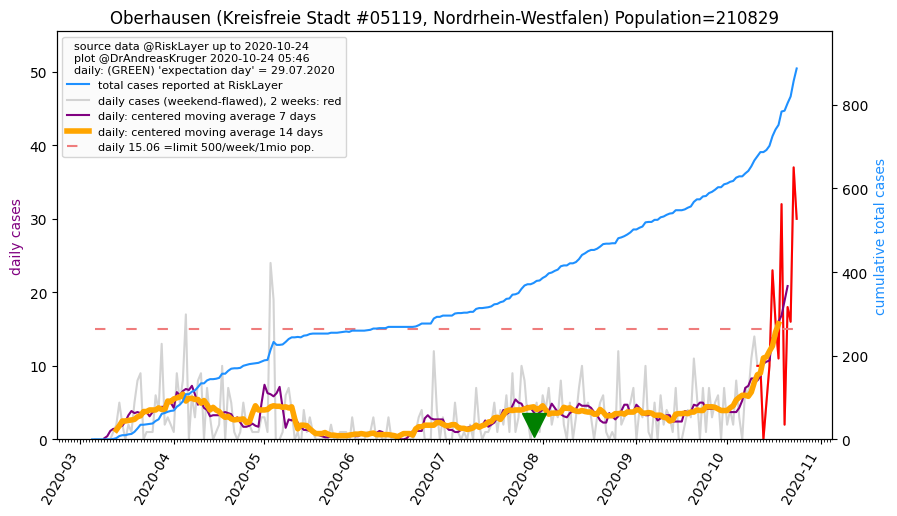 Oberhausen (Kreisfreie Stadt #05119, Nordrhein-Westfalen) Population=210829
source data @RiskLayer up to 2020-10-24
plot @DrAndreasKruger 2020-10-24 05:46
daily: (GREEN) 'expectation day' = 29.07.2020
total cases reported at RiskLayer
daily cases (weekend-flawed), 2 weeks: red
daily: centered moving average 7 days
daily: centered moving average 14 days
daily 15.06 =limit 500/week/1mio pop.
daily cases
50
40
30
20
10
0
cumulative total cases
800
600
400
200
0
2020-03
2020-04
2020-05
2020-06
2020-07
2020-08
2020-09
2020-10
2020-11